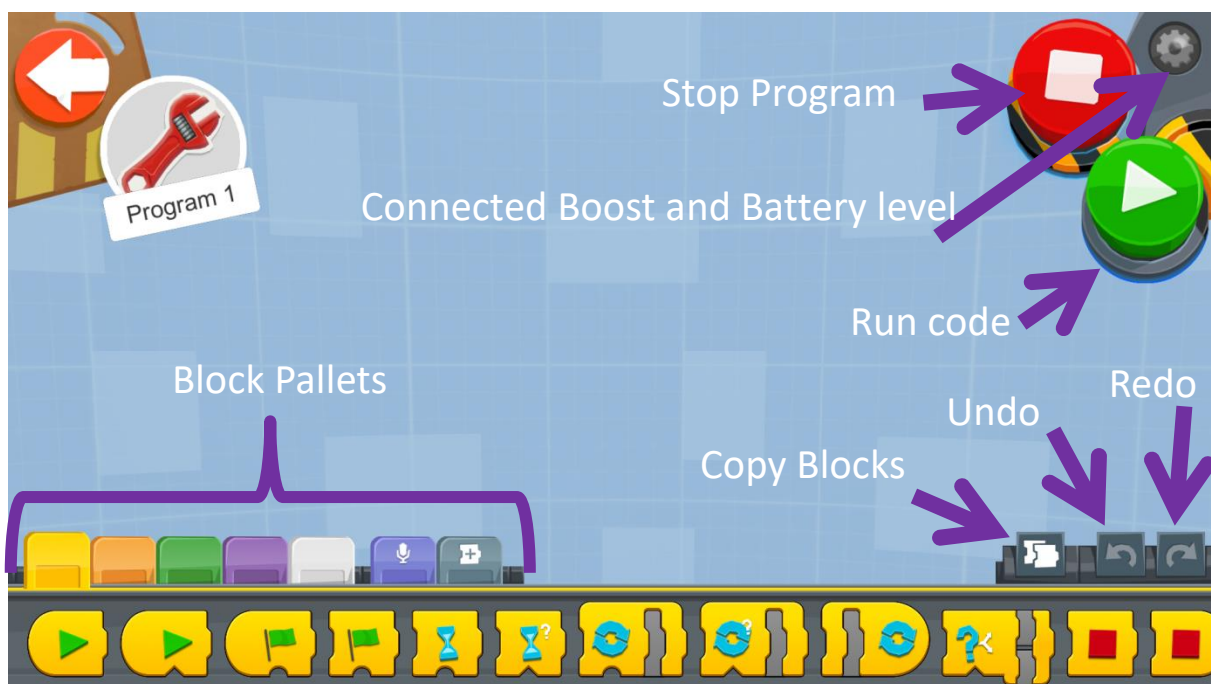 Stop Program
Program 1
Connected Boost and Battery level
Run code
Block Pallets
Redo
Undo
Copy Blocks
?
?
?